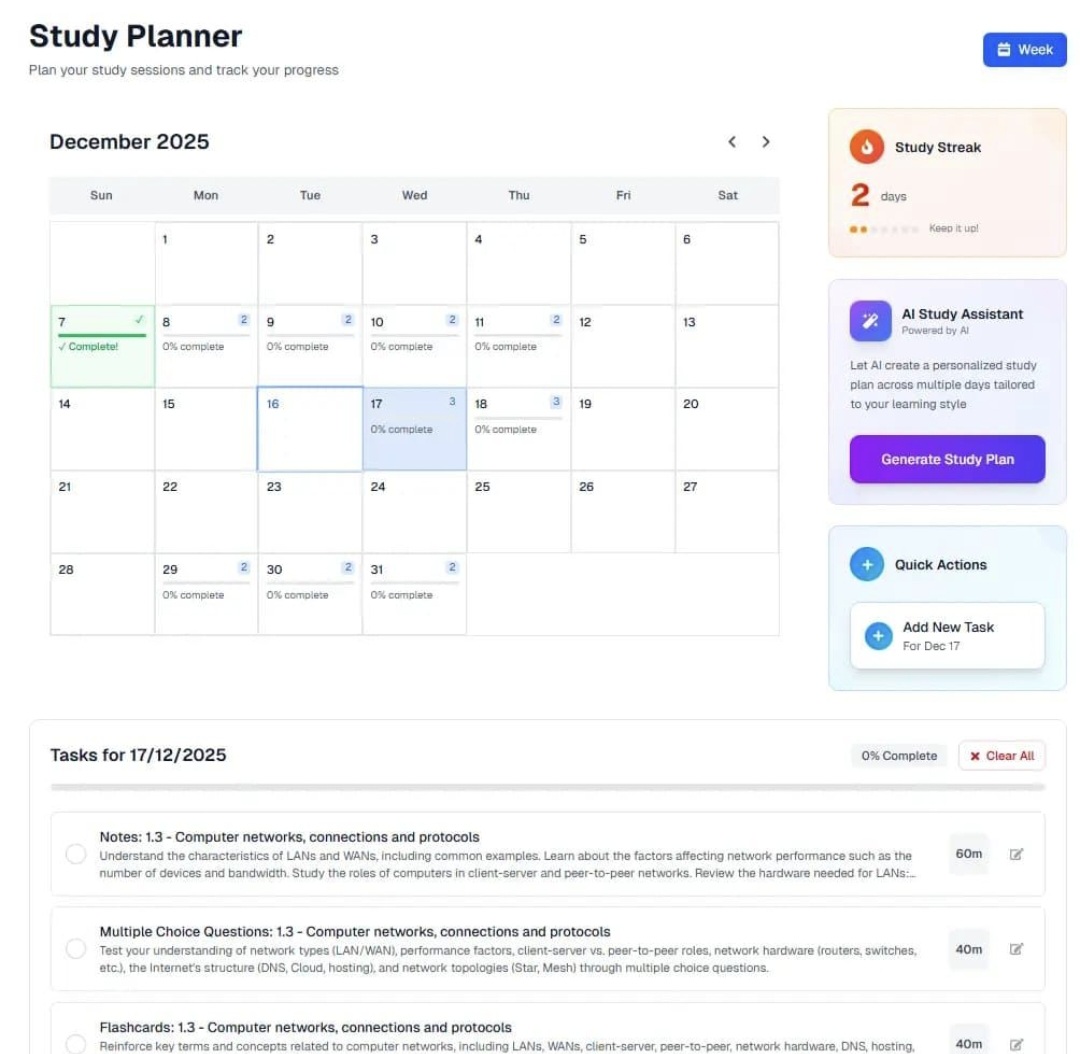 Study Planner
Plan your study sessions and track your progress
Week
December 2025
Sun Mon Tue Wed Thu Fri Sat
1 2 3 4 5 6
7 ✓ 8 2 9 2 10 2 11 2 12 13
✓ Complete! 0% complete 0% complete 0% complete 0% complete
14 15 16 17 3 18 3 19 20
0% complete 0% complete
21 22 23 24 25 26 27
28 29 2 30 2 31 2
0% complete 0% complete 0% complete
Study Streak
2 days
Keep it up!
AI Study Assistant
Powered by AI
Let AI create a personalized study
plan across multiple days tailored
to your learning style
Generate Study Plan
Quick Actions
Add New Task
For Dec 17
Tasks for 17/12/2025
0% Complete
Clear All
Notes: 1.3 - Computer networks, connections and protocols
Understand the characteristics of LANs and WANs, including common examples. Learn about the factors affecting network performance such as the
number of devices and bandwidth. Study the roles of computers in client-server and peer-to-peer networks. Review the hardware needed for LANs:...
60m
Multiple Choice Questions: 1.3 - Computer networks, connections and protocols
Test your understanding of network types (LAN/WAN), performance factors, client-server vs. peer-to-peer roles, network hardware (routers, switches,
etc.), the Internet's structure (DNS, Cloud, hosting), and network topologies (Star, Mesh) through multiple choice questions.
40m
Flashcards: 1.3 - Computer networks, connections and protocols
Reinforce key terms and concepts related to computer networks, including LANs, WANs, client-server, peer-to-peer, network hardware, DNS, hosting,
40m